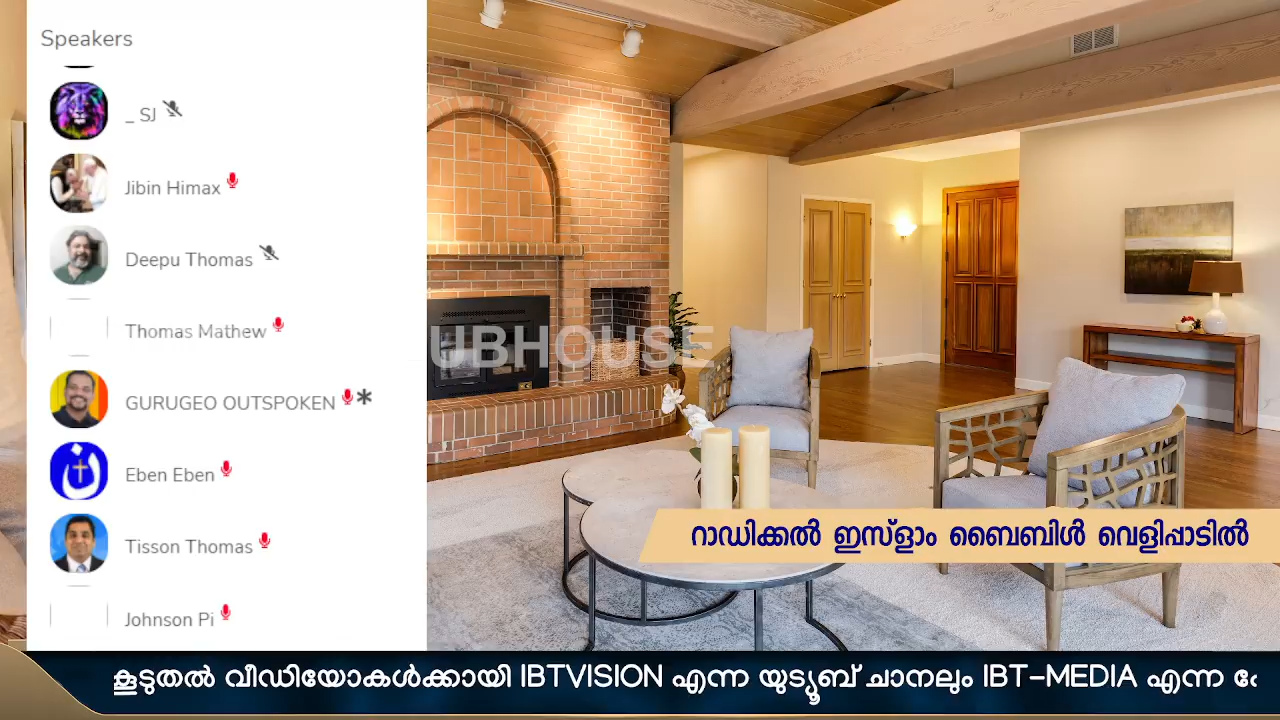 Speakers
_ SJ
Jibin Himax
Deepu Thomas
Thomas Mathew
GURUGEO OUTSPOKEN
Eben Eben
Tisson Thomas
Johnson Pi
UBHOUSE
റാഡിക്കൽ ഇസ്ളാം ബൈബിൾ വെളിപ്പാടിൽ
കൂടുതൽ വീഡിയോകൾക്കായി IBTVISION എന്ന യുട്യൂബ് ചാനലും IBT-MEDIA എന്ന